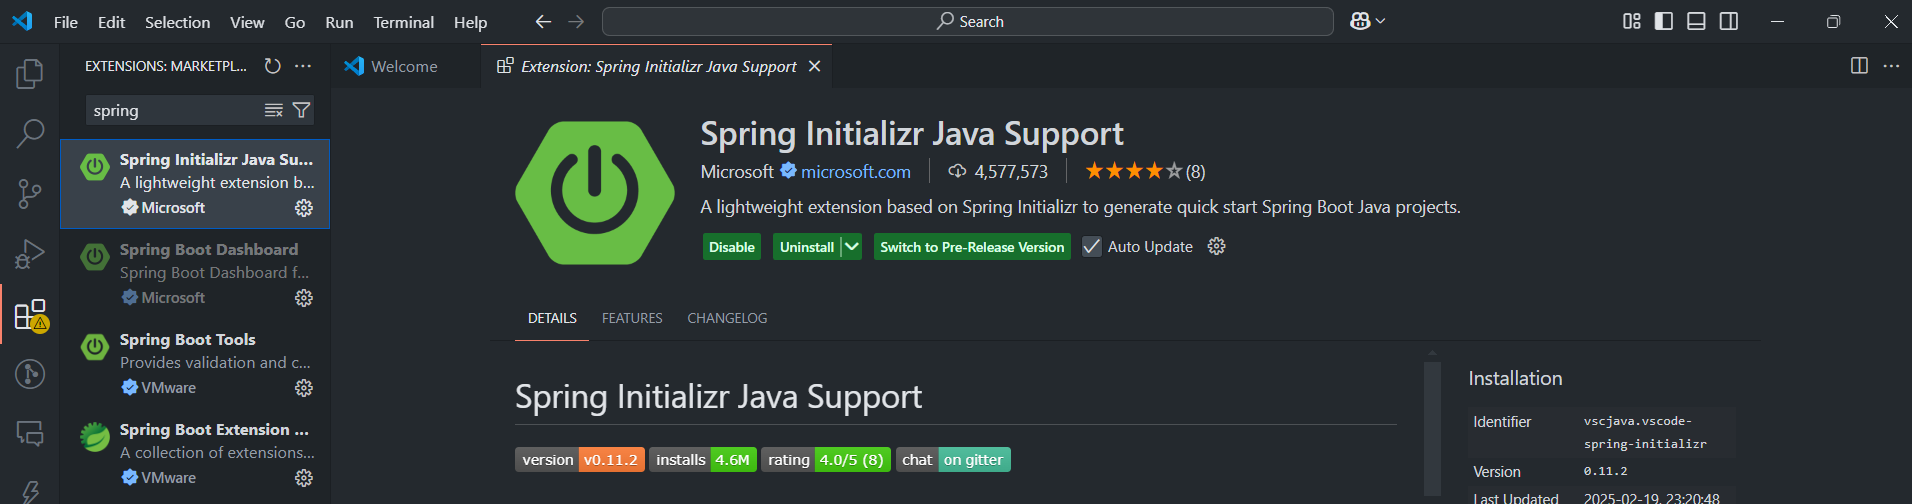 File Edit Selection View Go Run Terminal Help
Search
EXTENSIONS: MARKETPL...
Welcome
Extension: Spring Initializr Java Support
spring
Spring Initializr Java Su...
A lightweight extension b...
Microsoft
Spring Boot Dashboard
Spring Boot Dashboard f...
Microsoft
Spring Boot Tools
Provides validation and c...
VMware
Spring Boot Extension ...
A collection of extensions...
VMware
Spring Initializr Java Support
Microsoft microsoft.com 4,577,573 (8)
A lightweight extension based on Spring Initializr to generate quick start Spring Boot Java projects.
Disable Uninstall Switch to Pre-Release Version Auto Update
DETAILS FEATURES CHANGELOG
Spring Initializr Java Support
version v0.11.2 installs 4.6M rating 4.0/5 (8) chat on gitter
Installation
Identifier vscjava.vscode-
spring-initializr
Version 0.11.2
Last Updated 2025-02-19, 23:20:48